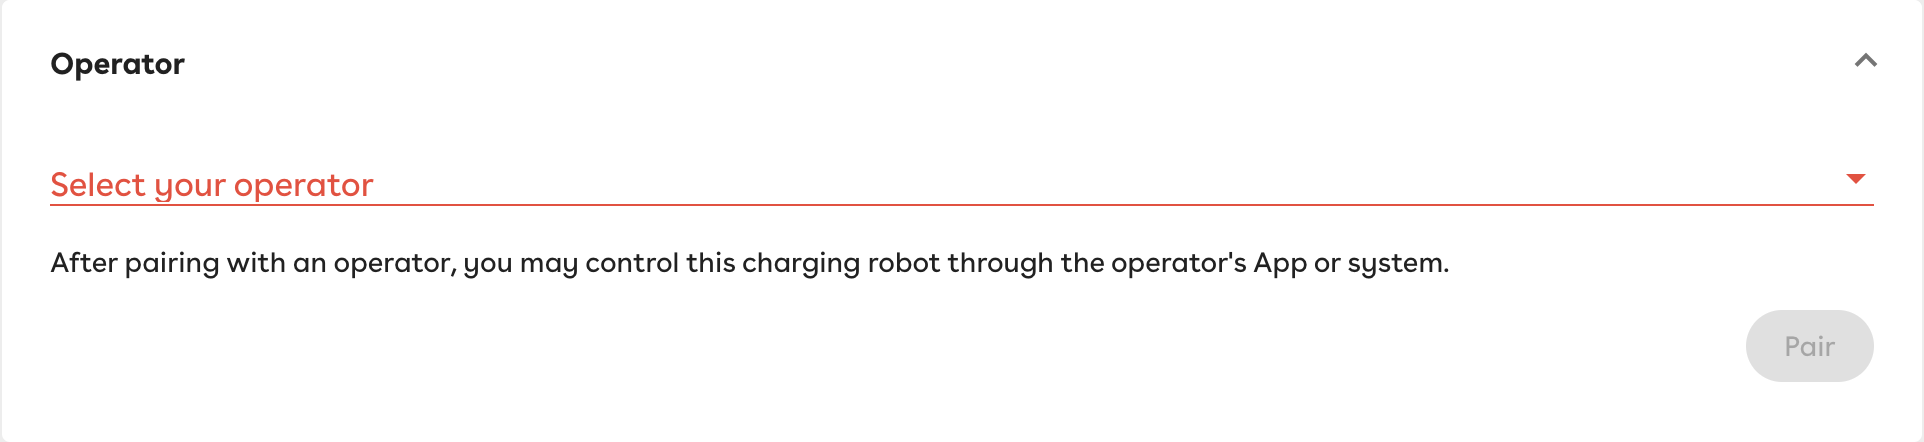 Operator
Select your operator
After pairing with an operator, you may control this charging robot through the operator's App or system.
Pair